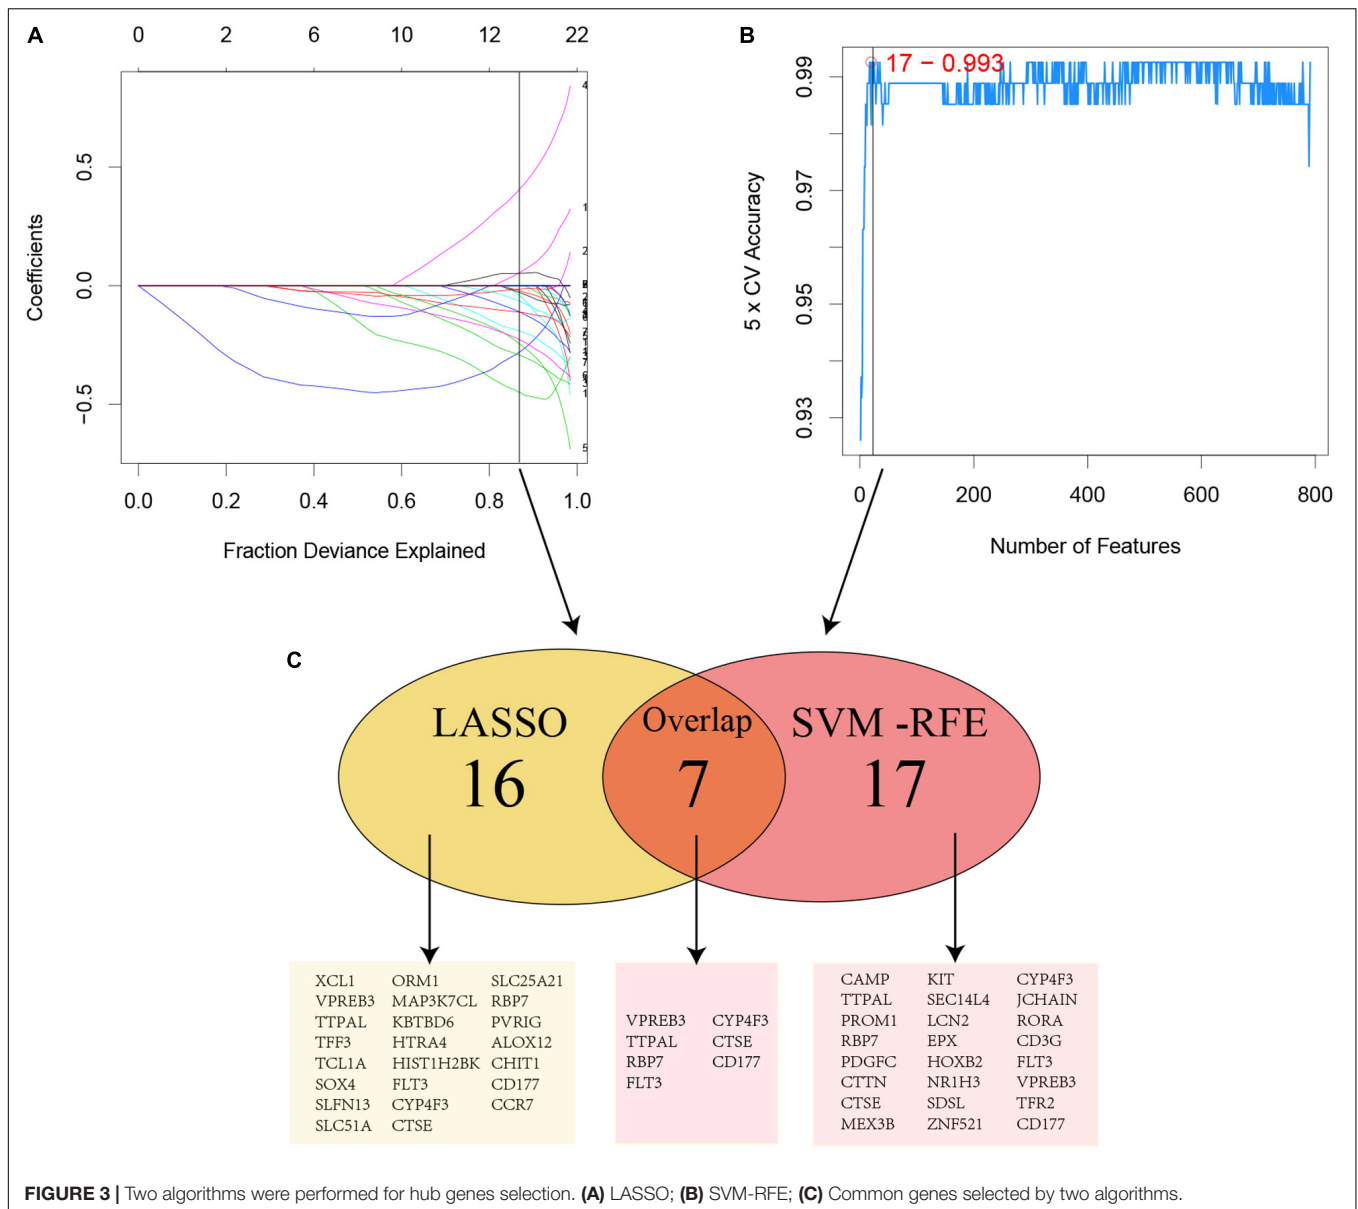 A
0 2 6 10 12 22
0.5
0.0
−0.5
Coefficients
4
1
2
5
0.0 0.2 0.4 0.6 0.8 1.0
Fraction Deviance Explained
B
17 − 0.993
0.99
0.97
0.95
0.93
5 x CV Accuracy
0 200 400 600 800
Number of Features
C
LASSO
16
Overlap
7
SVM -RFE
17
XCL1 ORM1 SLC25A21
VPREB3 MAP3K7CL RBP7
TTPAL KBTBD6 PVRIG
TFF3 HTRA4 ALOX12
TCL1A HIST1H2BK CHIT1
SOX4 FLT3 CD177
SLFN13 CYP4F3 CCR7
SLC51A CTSE
VPREB3 CYP4F3
TTPAL CTSE
RBP7 CD177
FLT3
CAMP KIT CYP4F3
TTPAL SEC14L4 JCHAIN
PROM1 LCN2 RORA
RBP7 EPX CD3G
PDGFC HOXB2 FLT3
CTTN NR1H3 VPREB3
CTSE SDSL TFR2
MEX3B ZNF521 CD177
FIGURE 3 | Two algorithms were performed for hub genes selection. (A) LASSO; (B) SVM-RFE; (C) Common genes selected by two algorithms.